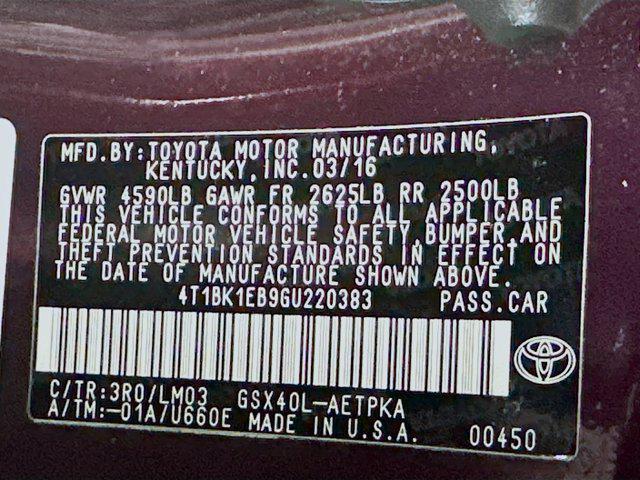 MFD.BY:TOYOTA MOTOR MANUFACTURING,
KENTUCKY,INC.03/16
GVWR 4590LB GAWR FR 2625LB RR 2500LB
THIS VEHICLE CONFORMS TO ALL APPLICABLE
FEDERAL MOTOR VEHICLE SAFETY,BUMPER,AND
THEFT PREVENTION STANDARDS IN EFFECT ON
THE DATE OF MANUFACTURE SHOWN ABOVE.
4T1BK1EB9GU220383 PASS.CAR
C/TR:3R0/LM03 GSX40L-AETPKA
A/TM:-01A/U660E MADE IN U.S.A. 00450